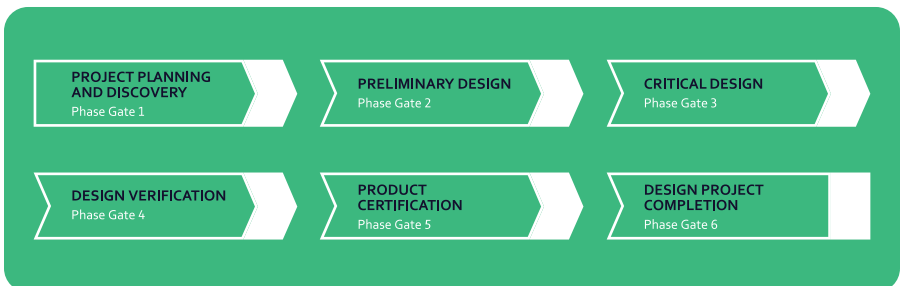 PROJECT PLANNING
AND DISCOVERY
Phase Gate 1
PRELIMINARY DESIGN
Phase Gate 2
CRITICAL DESIGN
Phase Gate 3
DESIGN VERIFICATION
Phase Gate 4
PRODUCT
CERTIFICATION
Phase Gate 5
DESIGN PROJECT
COMPLETION
Phase Gate 6